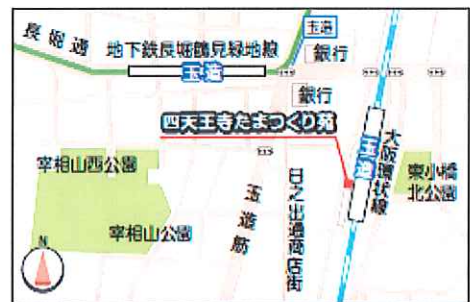 長堀通
地下鉄長堀鶴見緑地線
玉造
玉造
銀行
銀行
四天王寺たまつくり苑
宰相山西公園
宰相山公園
玉造筋
日之出通商店街
玉造
大阪環状線
東小橋
北公園
N